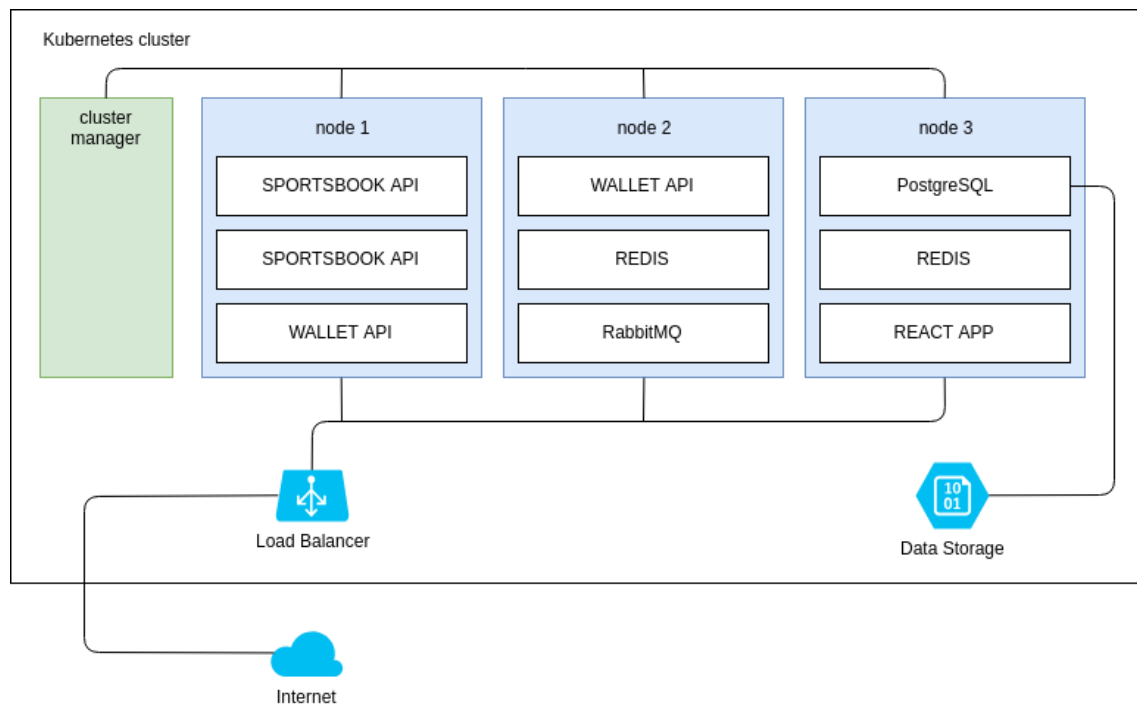 Kubernetes cluster
cluster
manager
node 1
SPORTSBOOK API
SPORTSBOOK API
WALLET API
node 2
WALLET API
REDIS
RabbitMQ
node 3
PostgreSQL
REDIS
REACT APP
Load Balancer
10
01
Data Storage
Internet